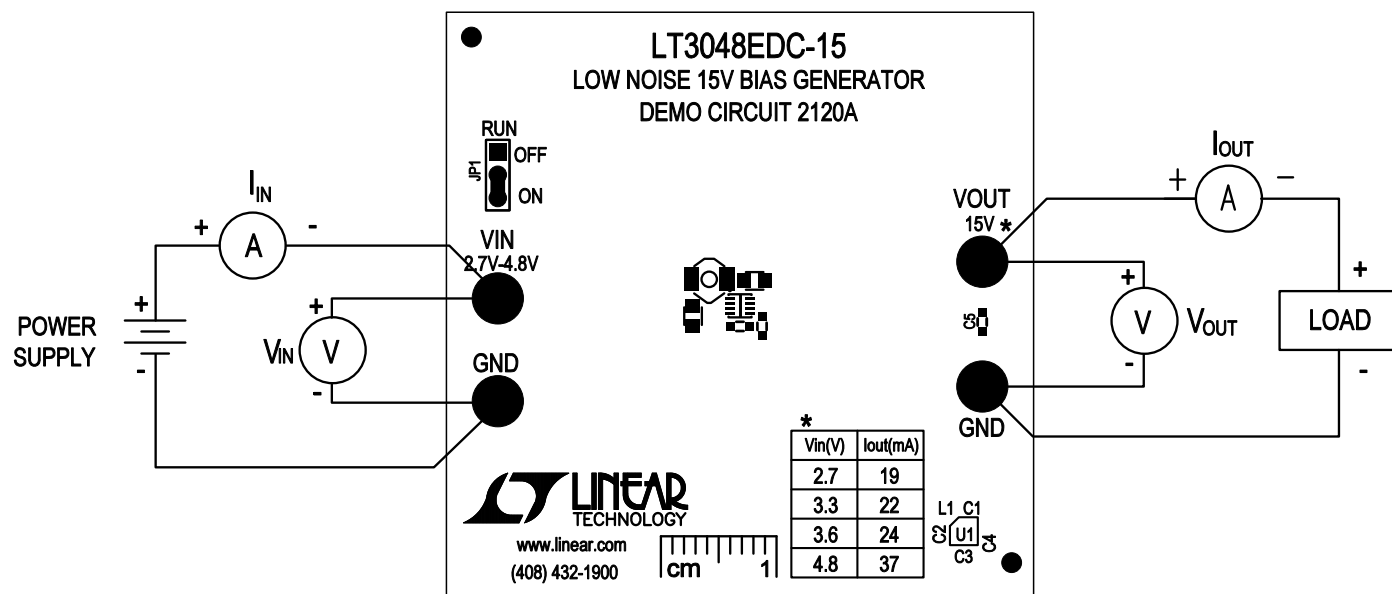 LT3048EDC-15
LOW NOISE 15V BIAS GENERATOR
DEMO CIRCUIT 2120A
RUN
OFF
JP1
ON
IIN
+
A
-
VIN
2.7V-4.8V
POWER
SUPPLY
+
-
VIN
+
V
-
GND
VOUT
15V *
IOUT
+
A
−
C5
+
V
-
VOUT
+
LOAD
-
GND
*
Vin(V) Iout(mA)
2.7 19
3.3 22
3.6 24
4.8 37
LINEAR
TECHNOLOGY
www.linear.com
(408) 432-1900
cm 1
L1 C1
C2 U1 C4
C3